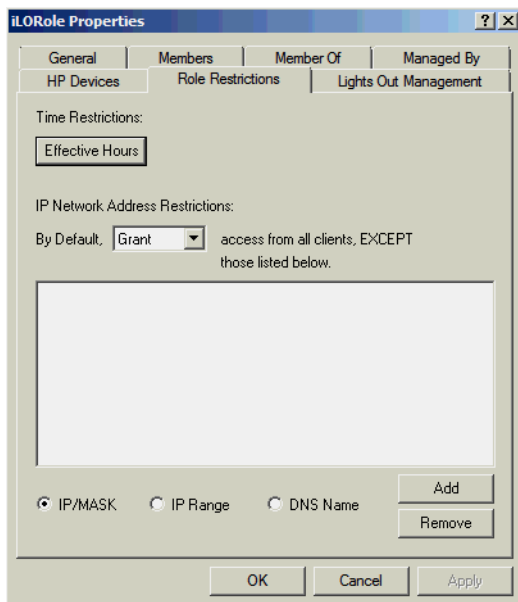 iLORole Properties
General Members Member Of Managed By
HP Devices Role Restrictions Lights Out Management
Time Restrictions:
Effective Hours
IP Network Address Restrictions:
By Default, Grant access from all clients, EXCEPT
those listed below.
IP/MASK IP Range DNS Name
Add
Remove
OK Cancel Apply